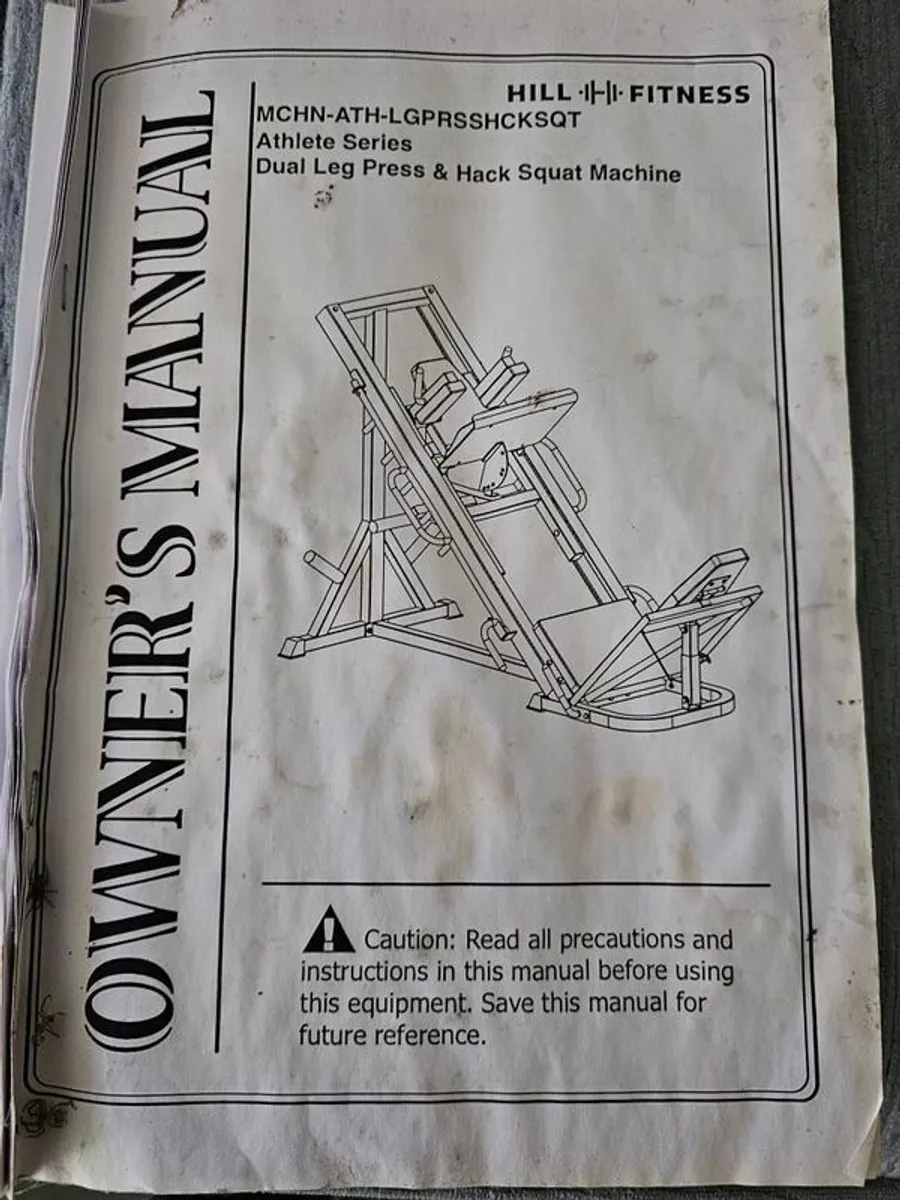 OWNER'S MANUAL
HILL FITNESS
MCHN-ATH-LGPRSSHCKSQT
Athlete Series
Dual Leg Press & Hack Squat Machine
Caution: Read all precautions and
instructions in this manual before using
this equipment. Save this manual for
future reference.